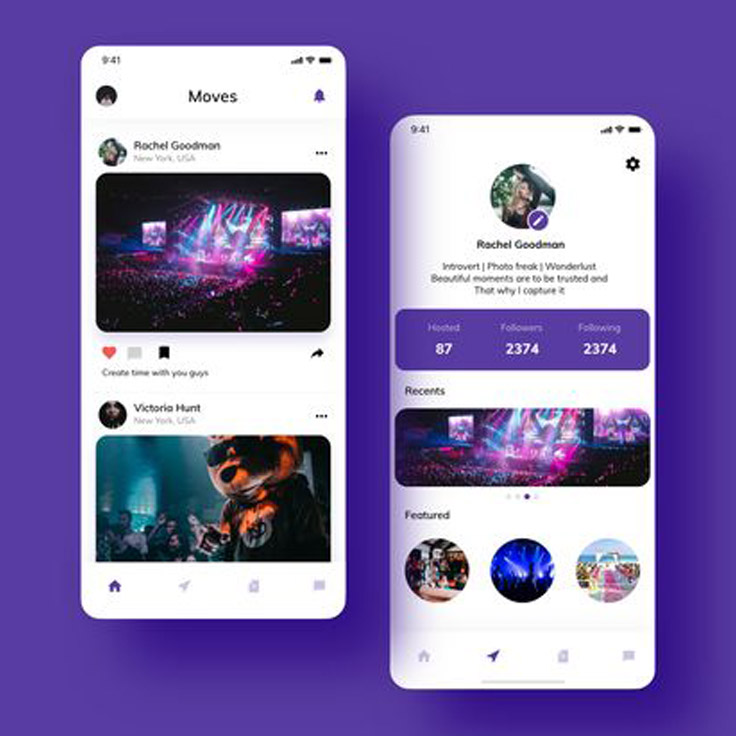 9:41
Moves
Rachel Goodman
New York, USA
Create time with you guys
Victoria Hunt
New York, USA
9:41
Rachel Goodman
Introvert | Photo freak | Wonderlust
Beautiful moments are to be trusted and
That why I capture it
Hosted Followers Following
87 2374 2374
Recents
Featured